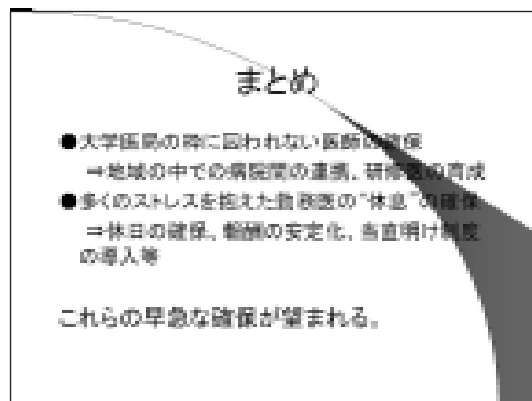 まとめ
●大学医局の枠に囚われない医師の確保
⇒地域の中での病院間の連携、研修医の育成
●多くのストレスを抱えた勤務医の“休息”の確保
⇒休日の確保、報酬の安定化、当直明け制度
の導入等
これらの早急な確保が望まれる。